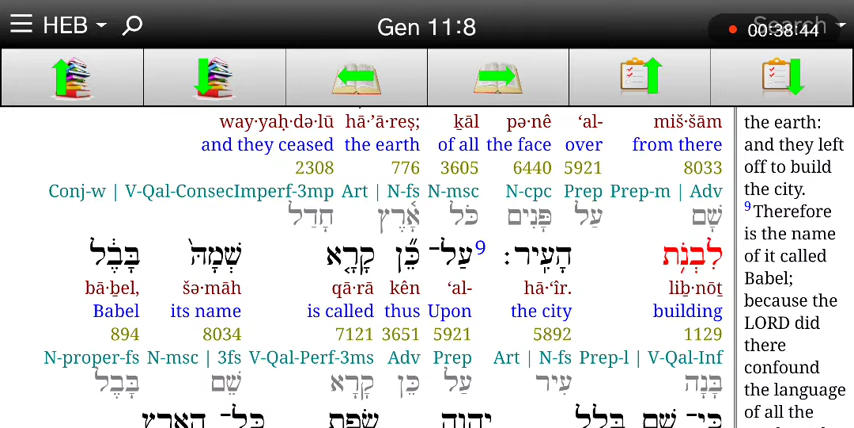 HEB
Gen 11:8
Search
00:38:44
way·yaḥ·də·lū hā·’ā·reṣ; ḵāl pə·nê ‘al- miš·šām
and they ceased the earth of all the face over from there
2308 776 3605 6440 5921 8033
Conj-w | V-Qal-ConsecImperf-3mp Art | N-fs N-msc N-cpc Prep Prep-m | Adv
שָׁם עַל פָּנִים כֹּל אֶרֶץ חָדַל
לִבְנֹ֥ת הָעִֽיר׃ 9 עַל־ כֵּ֞ן קָרָ֤א שְׁמָהּ֙ בָּבֶ֔ל
bā·ḇel, šə·māh qā·rā kên ‘al- hā·‘îr. liḇ·nōṯ
Babel its name is called thus Upon the city building
894 8034 7121 3651 5921 5892 1129
N-proper-fs N-msc | 3fs V-Qal-Perf-3ms Adv Prep Art | N-fs Prep-l | V-Qal-Inf
בָּנָה עִיר עַל כֵּן קָרָא שֵׁם בָּבֶל
כִּי־ שָׁם בָּלַל יהוה שְׂפַת כָּל־ הָאָרֶץ
the earth:
and they left
off to build
the city.
9 Therefore
is the name
of it called
Babel;
because the
LORD did
there
confound
the language
of all the